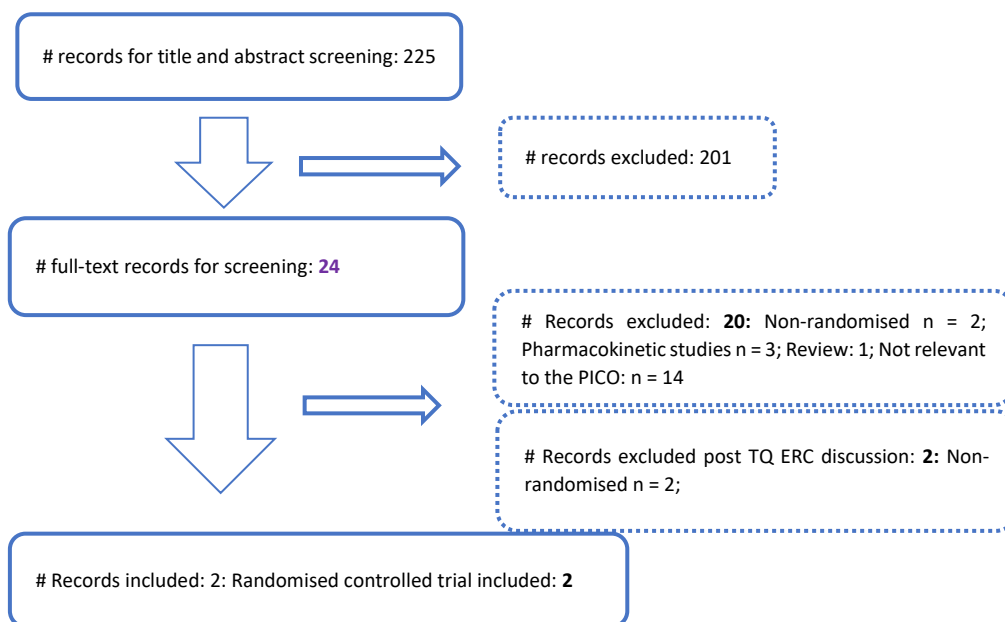 # records for title and abstract screening: 225
# records excluded: 201
# full-text records for screening: 24
# Records excluded: 20: Non-randomised n = 2;
Pharmacokinetic studies n = 3; Review: 1; Not relevant
to the PICO: n = 14
# Records excluded post TQ ERC discussion: 2: Non-
randomised n = 2;
# Records included: 2: Randomised controlled trial included: 2